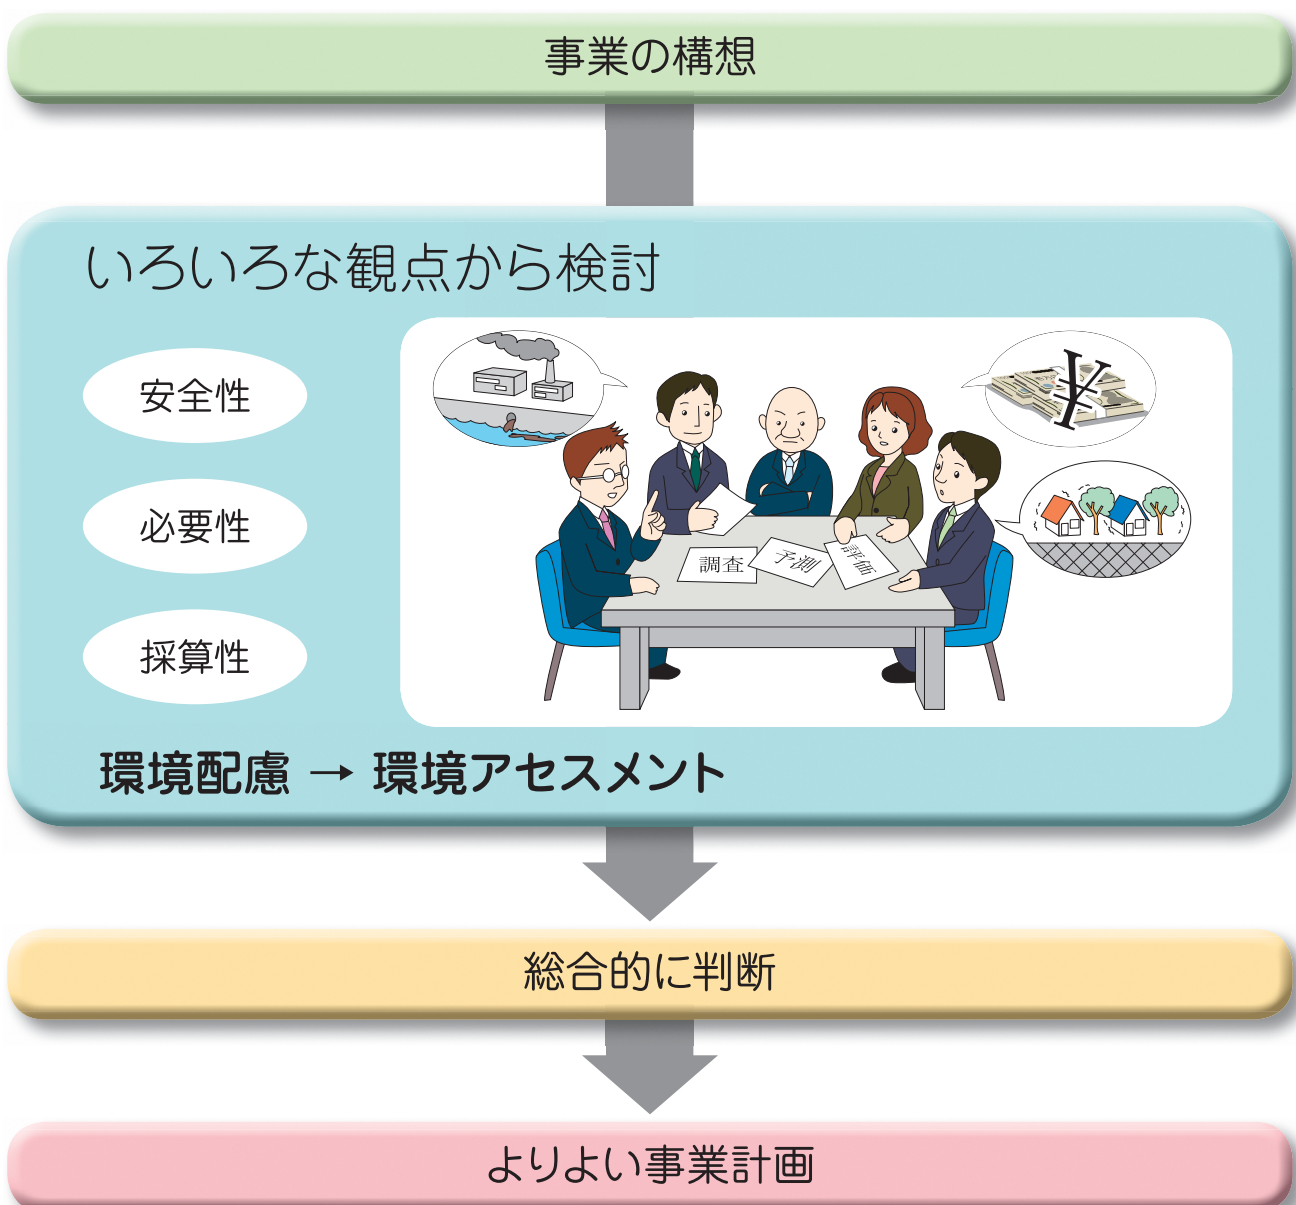 事業の構想
いろいろな観点から検討
安全性
必要性
採算性
¥
調査
予測
評価
環境配慮 → 環境アセスメント
総合的に判断
よりよい事業計画